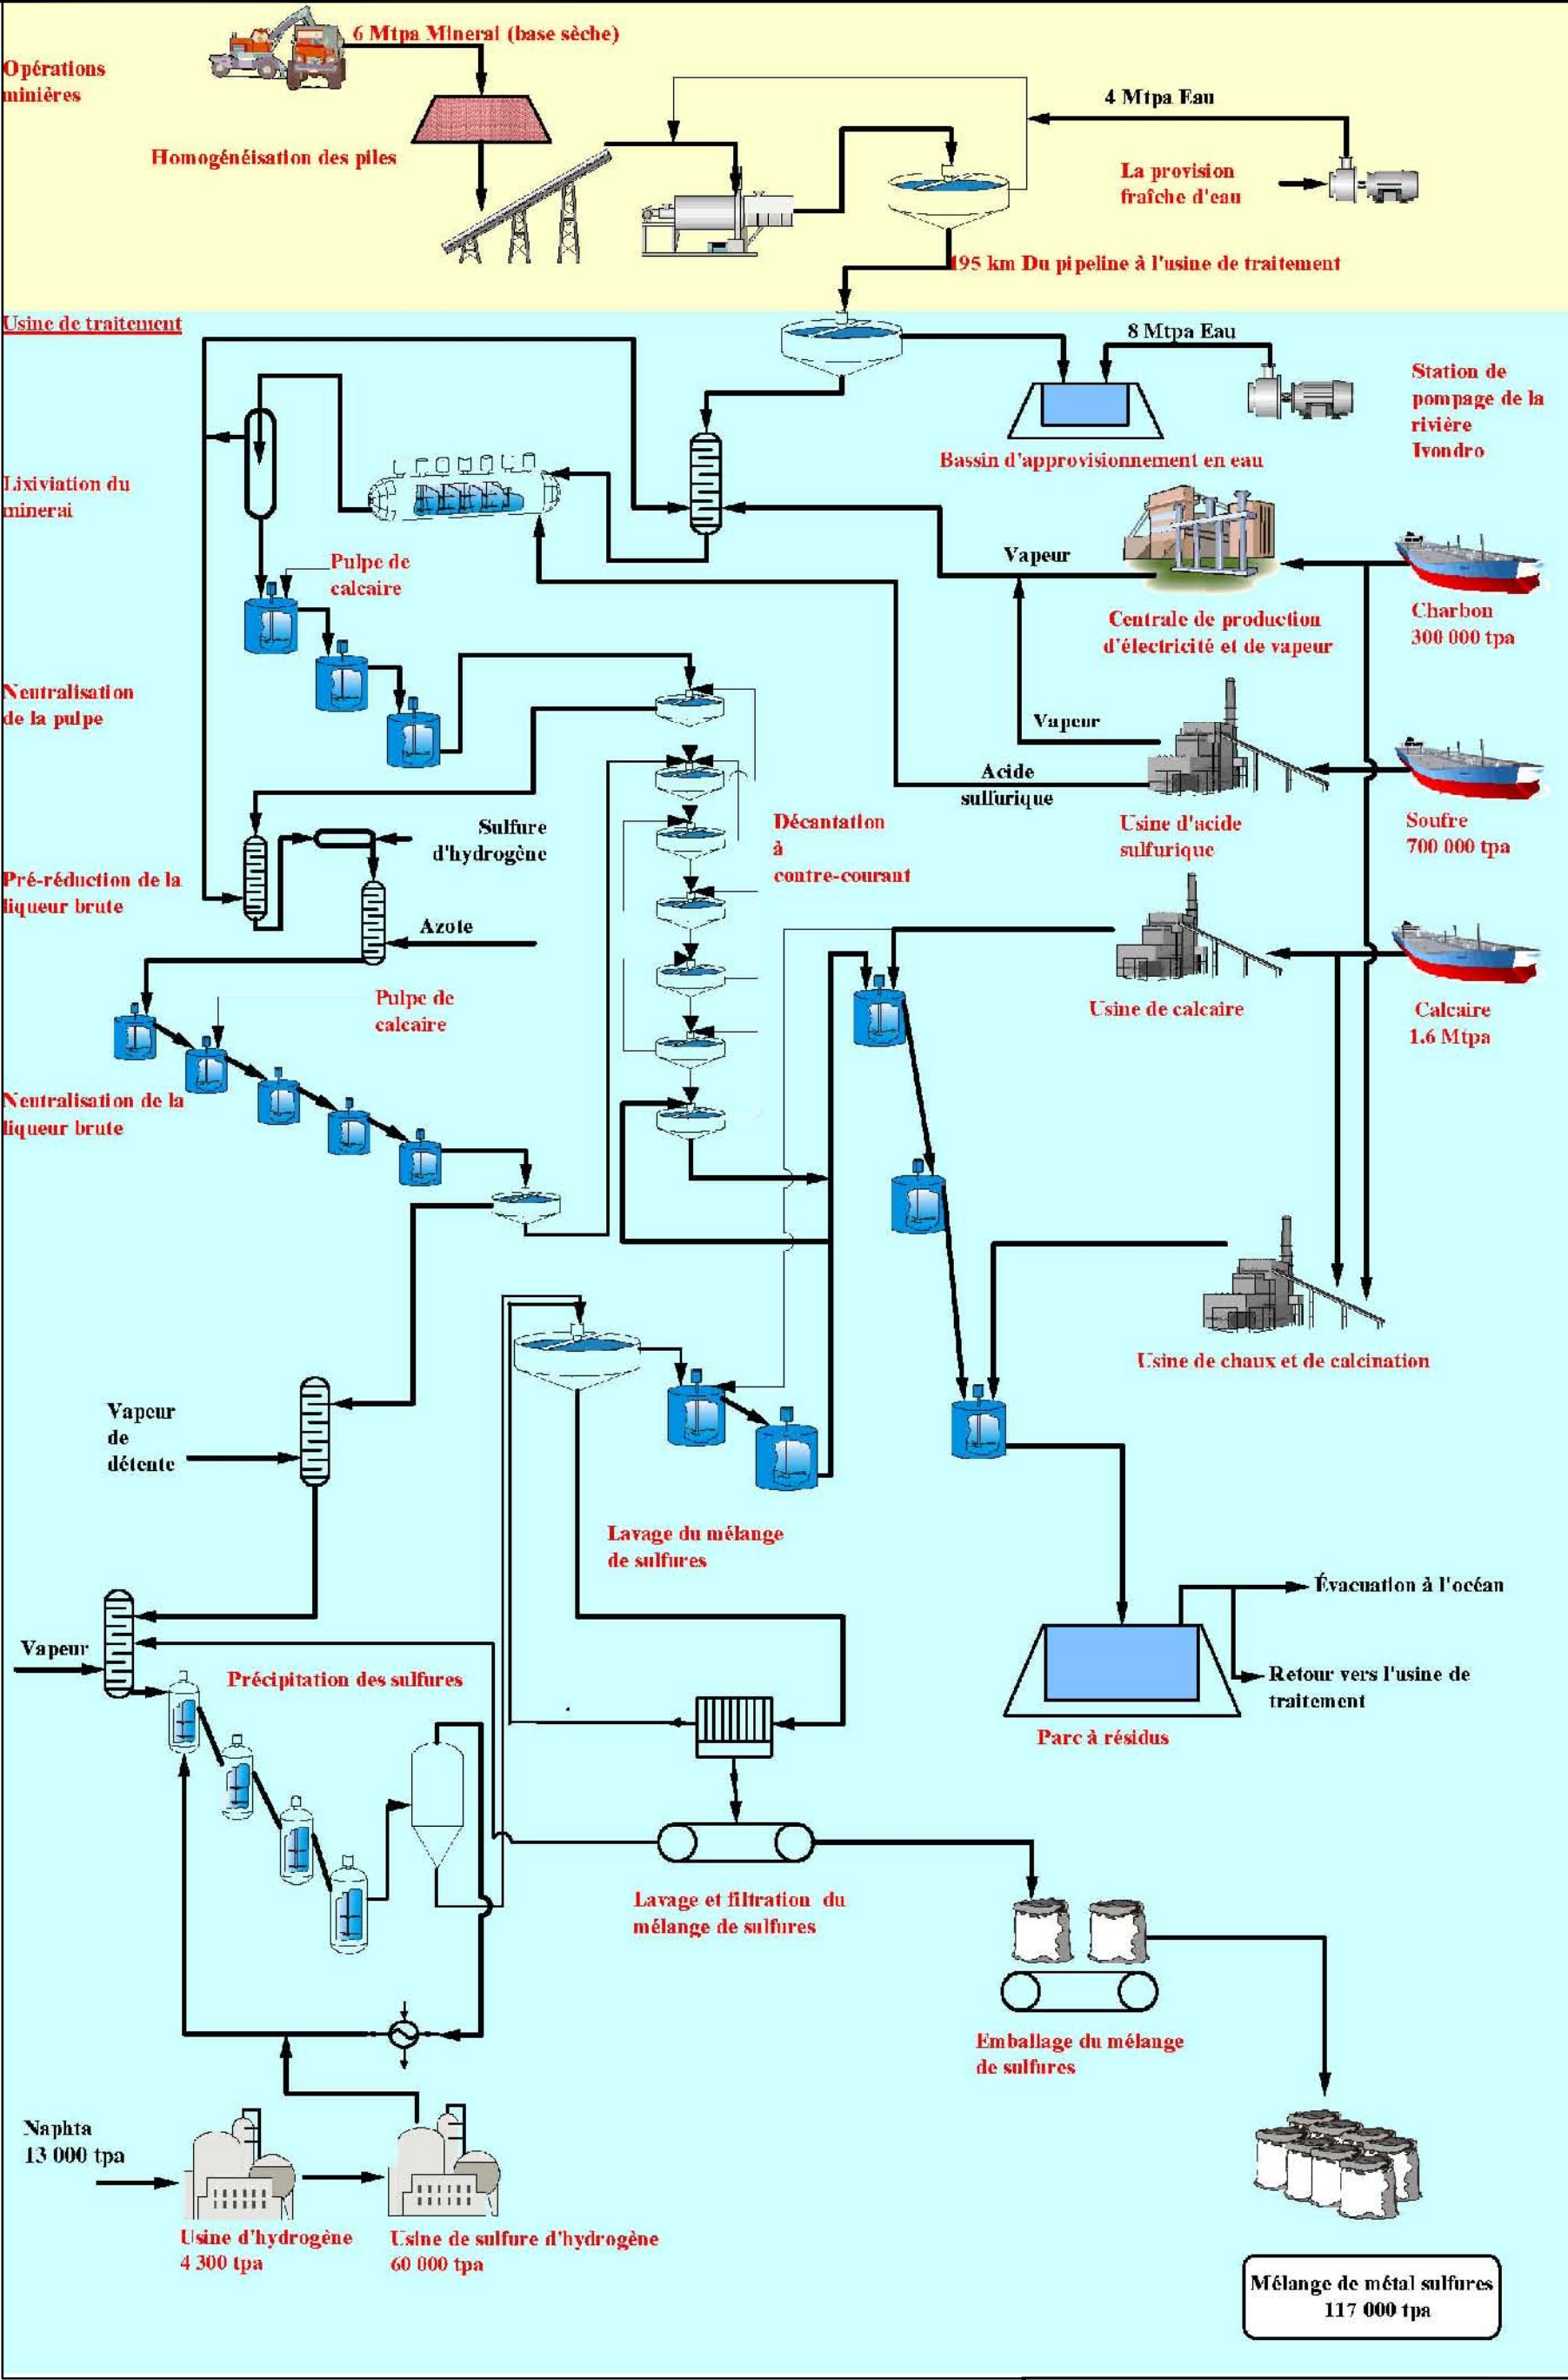 6 Mtpa Mineral (base sèche)
Opérations
minières
4 Mtpa Eau
Homogénéisation des piles
La provision
fraîche d'eau
195 km Du pipeline à l'usine de traitement
Usine de traitement
8 Mtpa Eau
Station de
pompage de la
rivière
Ivondro
Bassin d'approvisionnement en eau
Lixiviation du
minerai
Pulpe de
calcaire
Vapeur
Centrale de production
d'électricité et de vapeur
Charbon
300 000 tpa
Neutralisation
de la pulpe
Vapeur
Acide
sulfurique
Usine d'acide
sulfurique
Soufre
700 000 tpa
Sulfure
d'hydrogène
Décantation
à
contre-courant
Pré-réduction de la
liqueur brute
Azote
Pulpe de
calcaire
Usine de calcaire
Calcaire
1.6 Mtpa
Neutralisation de la
liqueur brute
Usine de chaux et de calcination
Vapeur
de
détente
Lavage du mélange
de sulfures
Évacuation à l'océan
Vapeur
Précipitation des sulfures
Retour vers l'usine de
traitement
Parc à résidus
Lavage et filtration du
mélange de sulfures
Emballage du mélange
de sulfures
Naphta
13 000 tpa
Usine d'hydrogène
4 300 tpa
Usine de sulfure d'hydrogène
60 000 tpa
Mélange de métal sulfures
117 000 tpa